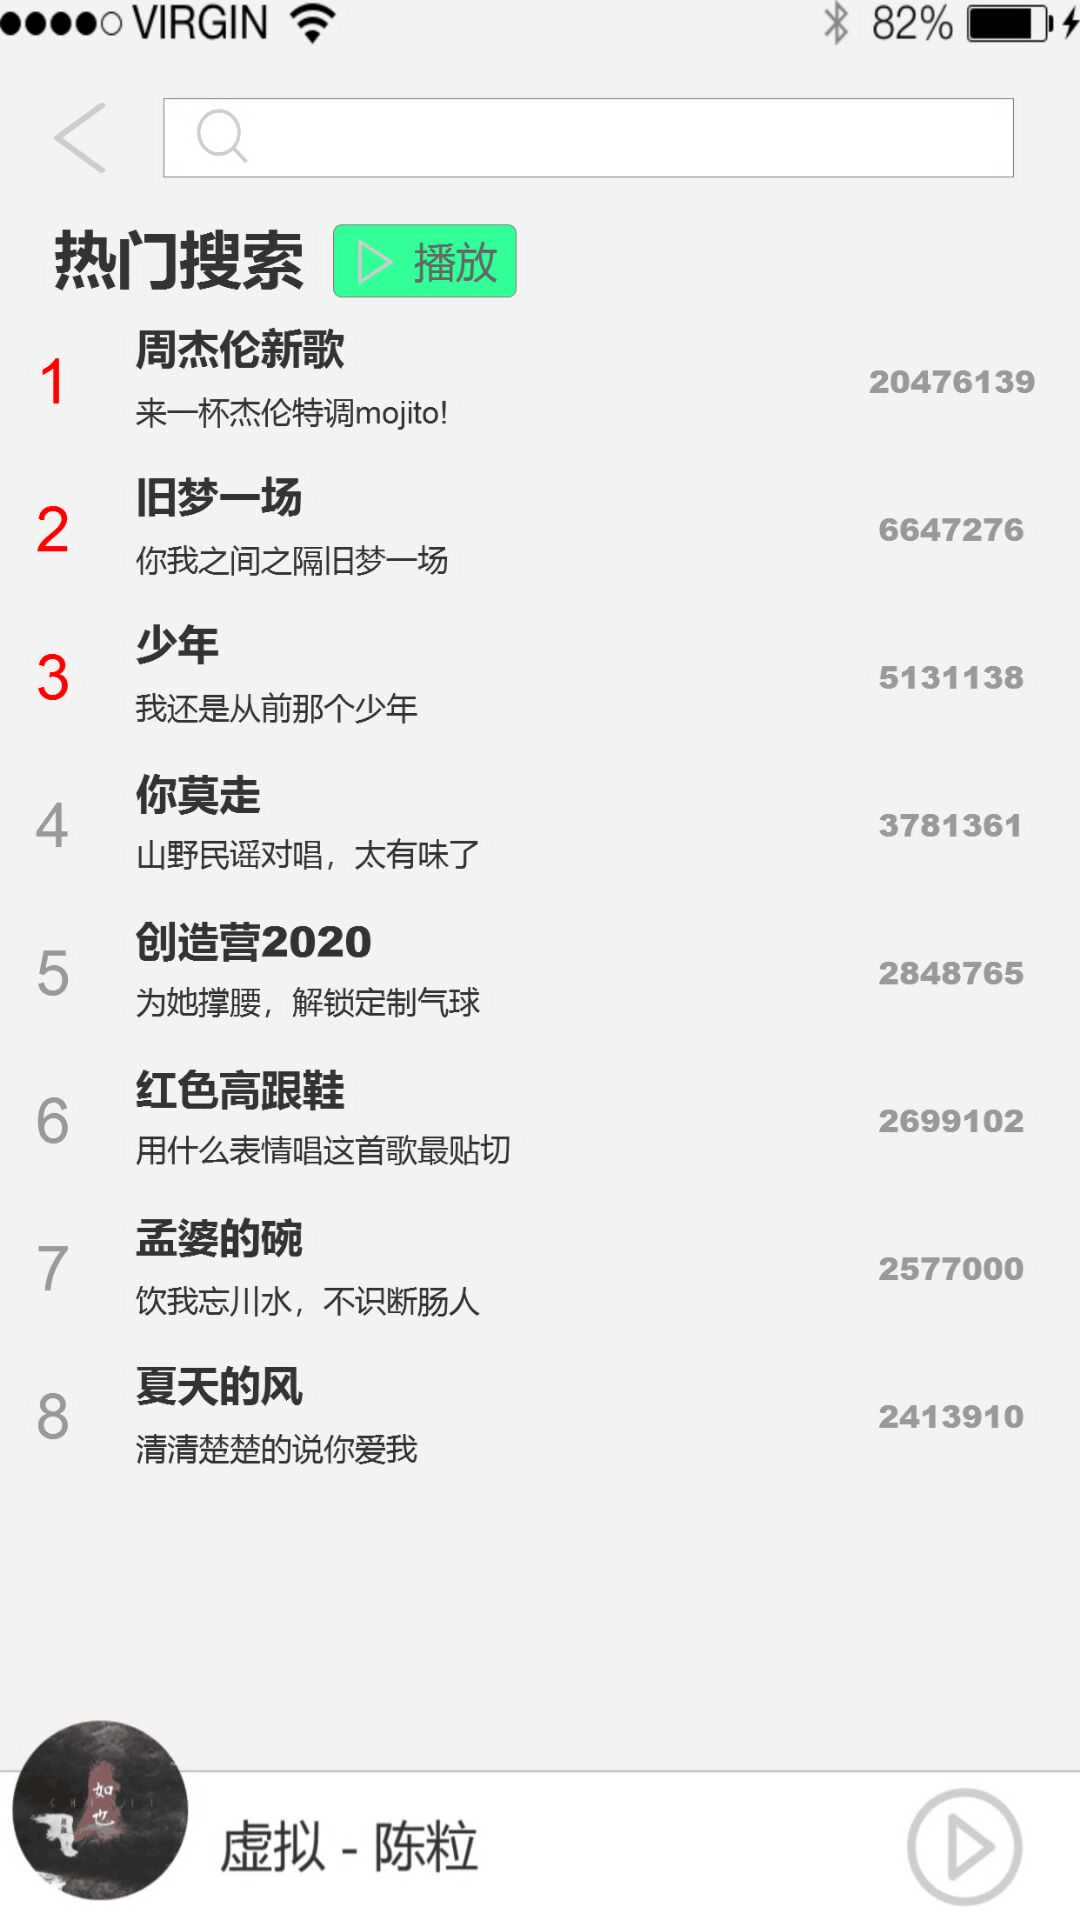 VIRGIN 82%
热门搜索 播放
1 周杰伦新歌 20476139
来一杯杰伦特调mojito!
2 旧梦一场 6647276
你我之间之隔旧梦一场
3 少年 5131138
我还是从前那个少年
4 你莫走 3781361
山野民谣对唱，太有味了
5 创造营2020 2848765
为她撑腰，解锁定制气球
6 红色高跟鞋 2699102
用什么表情唱这首歌最贴切
7 孟婆的碗 2577000
饮我忘川水，不识断肠人
8 夏天的风 2413910
清清楚楚的说你爱我
如也
虚拟 - 陈粒